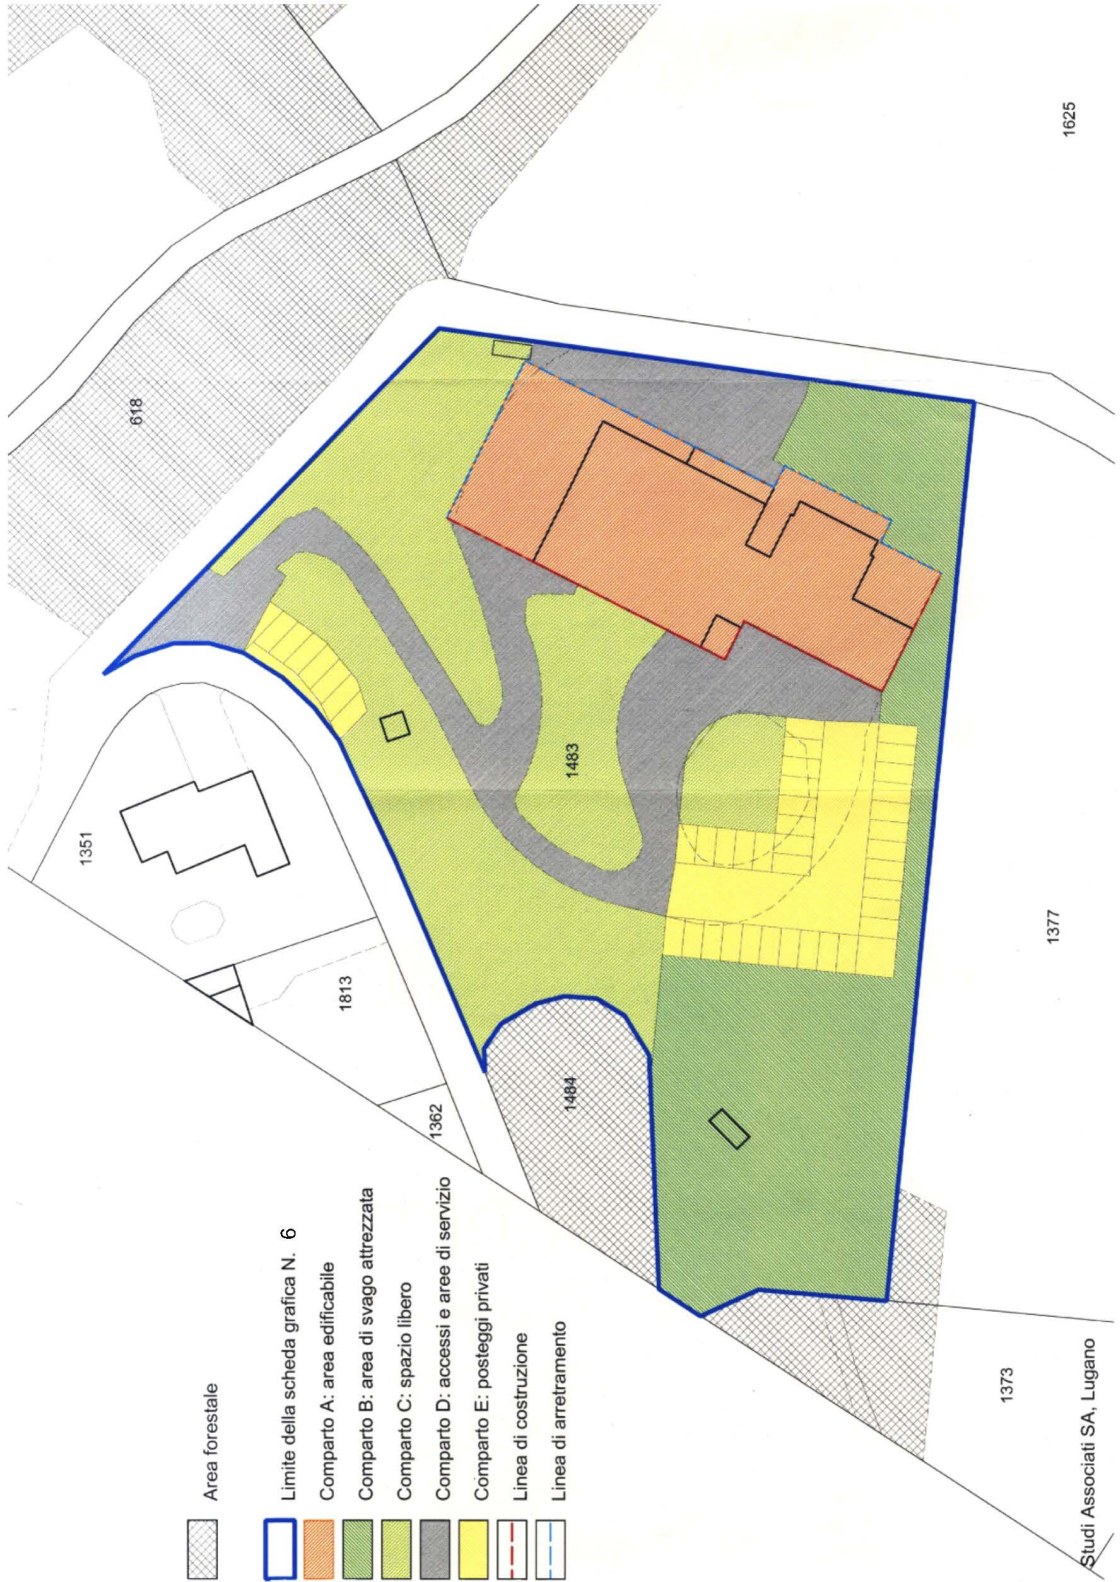 Area forestale
Limite della scheda grafica N. 6
Comparto A: area edificabile
Comparto B: area di svago attrezzata
Comparto C: spazio libero
Comparto D: accessi e aree di servizio
Comparto E: posteggi privati
Linea di costruzione
Linea di arretramento
1351
1813
1362
1484
618
1483
1377
1373
1625
Studi Associati SA, Lugano